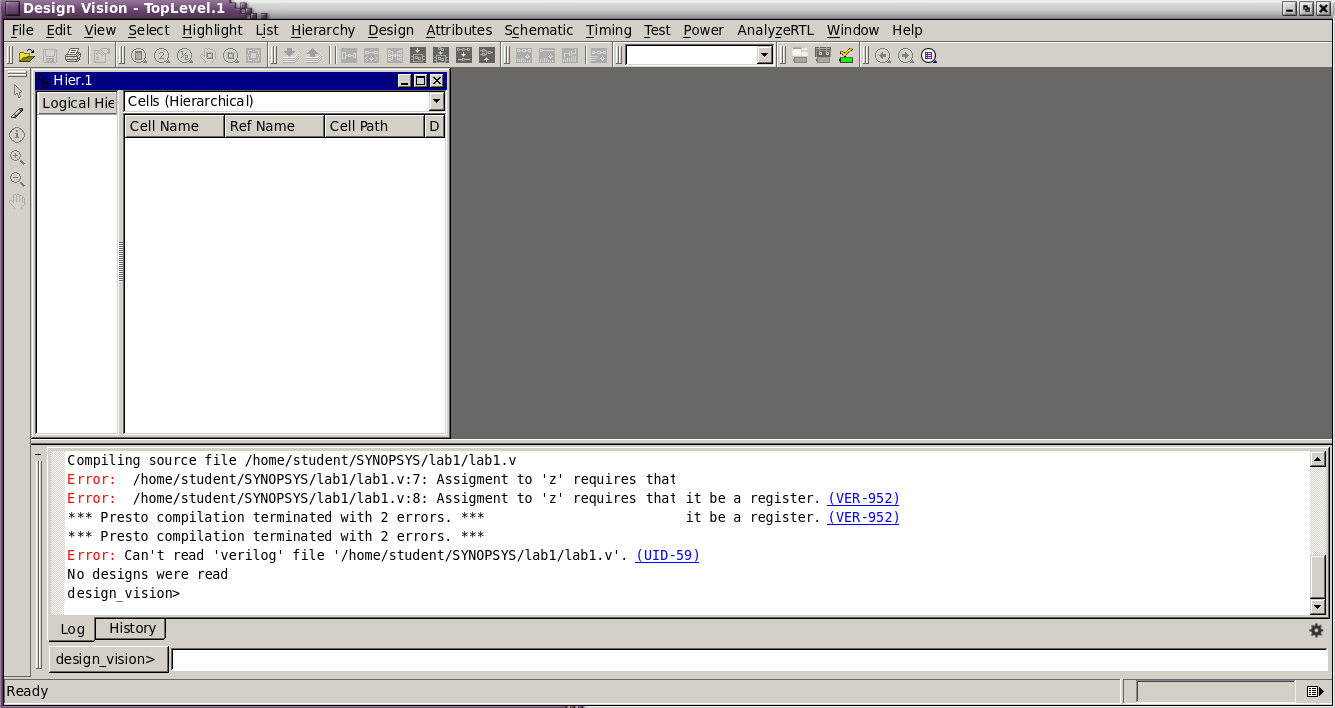 Design Vision - TopLevel.1
File Edit View Select Highlight List Hierarchy Design Attributes Schematic Timing Test Power AnalyzeRTL Window Help
Hier.1
Logical Hie
Cells (Hierarchical)
Cell Name Ref Name Cell Path D
Compiling source file /home/student/SYNOPSYS/lab1/lab1.v
Error:  /home/student/SYNOPSYS/lab1/lab1.v:7: Assigment to 'z' requires that
Error:  /home/student/SYNOPSYS/lab1/lab1.v:8: Assigment to 'z' requires that it be a register. (VER-952)
*** Presto compilation terminated with 2 errors. *** it be a register. (VER-952)
*** Presto compilation terminated with 2 errors. ***
Error: Can't read 'verilog' file '/home/student/SYNOPSYS/lab1/lab1.v'. (UID-59)
No designs were read
design_vision>
Log History
design_vision>
Ready